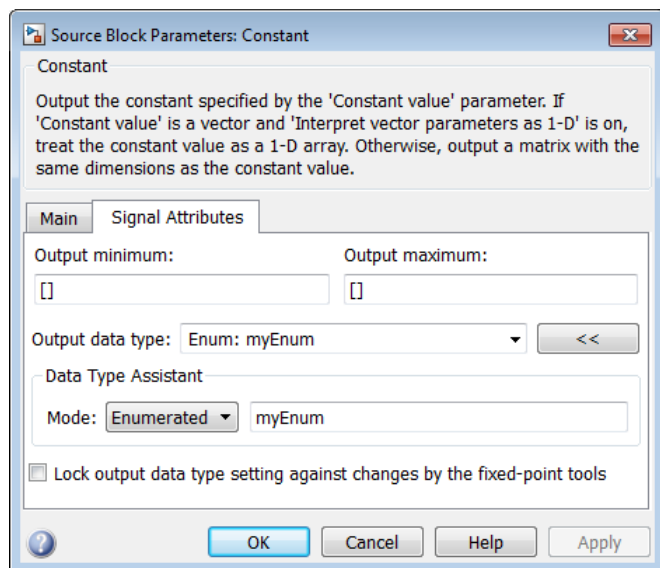 Source Block Parameters: Constant
Constant
Output the constant specified by the 'Constant value' parameter. If
'Constant value' is a vector and 'Interpret vector parameters as 1-D' is on,
treat the constant value as a 1-D array. Otherwise, output a matrix with the
same dimensions as the constant value.
Main Signal Attributes
Output minimum: Output maximum:
[] []
Output data type: Enum: myEnum <<
Data Type Assistant
Mode: Enumerated myEnum
Lock output data type setting against changes by the fixed-point tools
? OK Cancel Help Apply